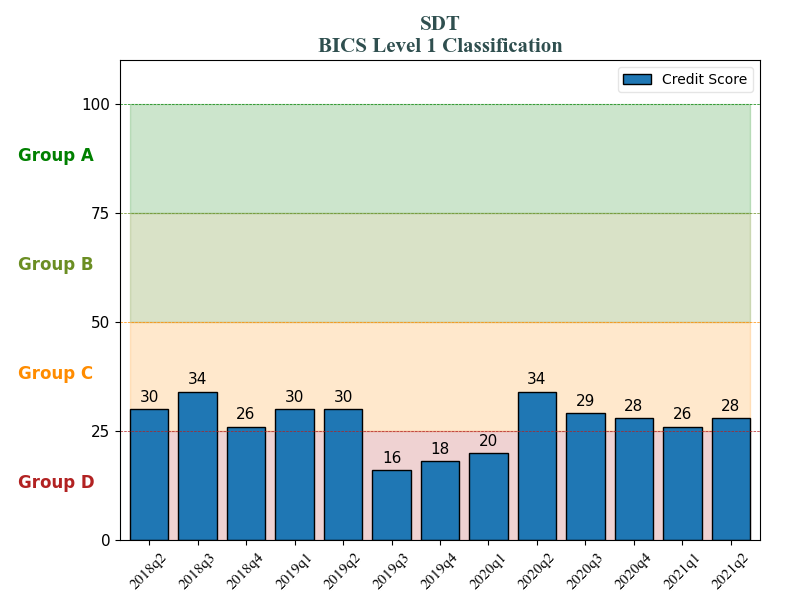 SDT
BICS Level 1 Classification
Credit Score
100
Group A
75
Group B
50
Group C
34
34
30
30
30
29
28
28
26
26
25
20
18
16
Group D
0
2018q2
2018q3
2018q4
2019q1
2019q2
2019q3
2019q4
2020q1
2020q2
2020q3
2020q4
2021q1
2021q2